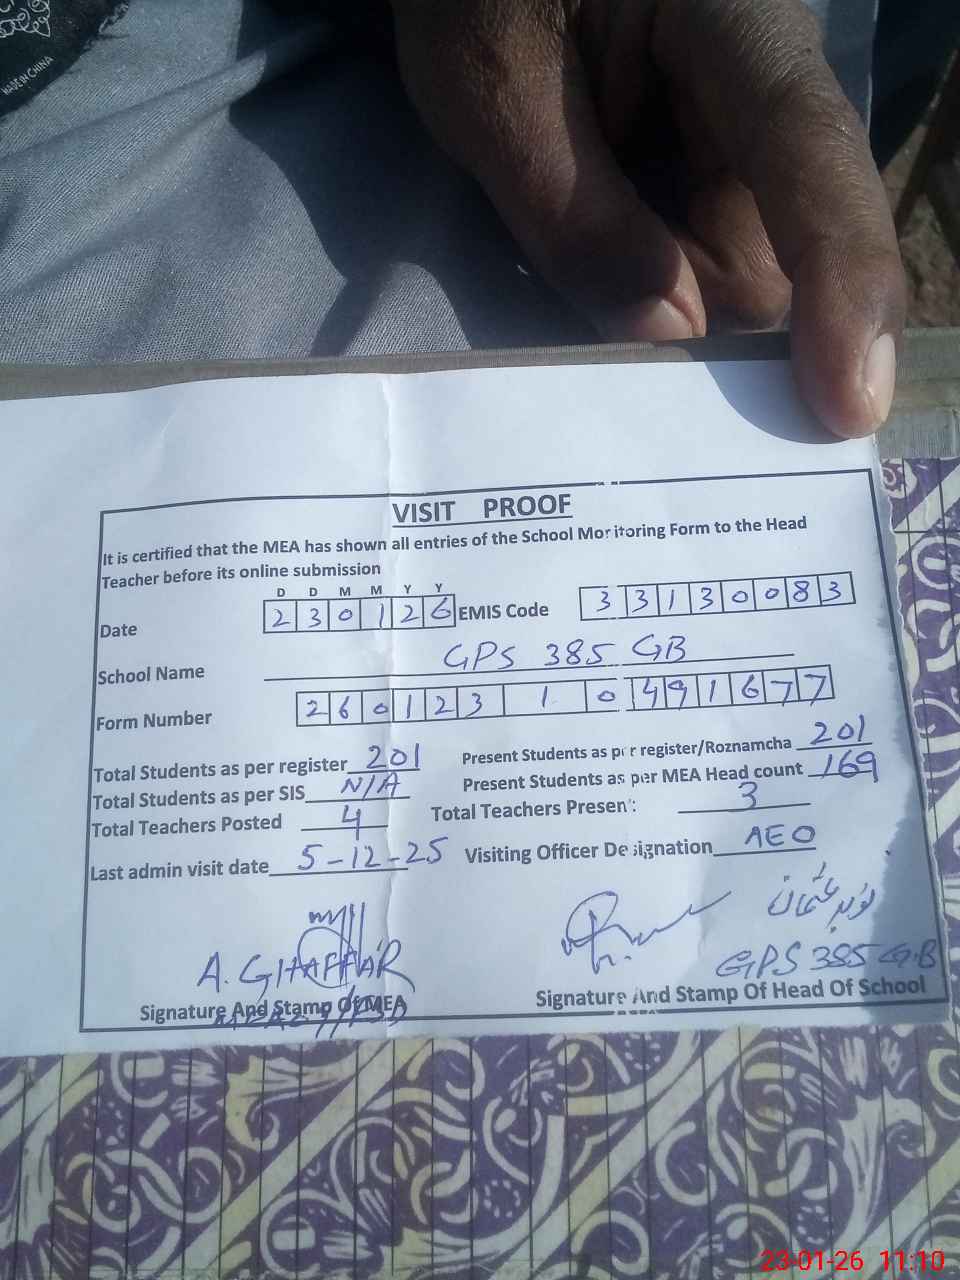 MADE IN CHINA
VISIT PROOF
It is certified that the MEA has shown all entries of the School Monitoring Form to the Head
Teacher before its online submission
D D M M Y Y
Date 2 3 0 1 2 6 EMIS Code 3 3 1 3 0 0 8 3
School Name GPS 385 GB
Form Number 2 6 0 1 2 3 1 0 4 9 1 6 7 7
Total Students as per register 201 Present Students as per register/Roznamcha 201
Total Students as per SIS N/A Present Students as per MEA Head count 169
Total Teachers Posted 4 Total Teachers Present: 3
Last admin visit date 5-12-25 Visiting Officer Designation AEO
A. GHAFFAR GPS 385 GB
Signature And Stamp Of MEA Signature And Stamp Of Head Of School
23-01-26 11:10